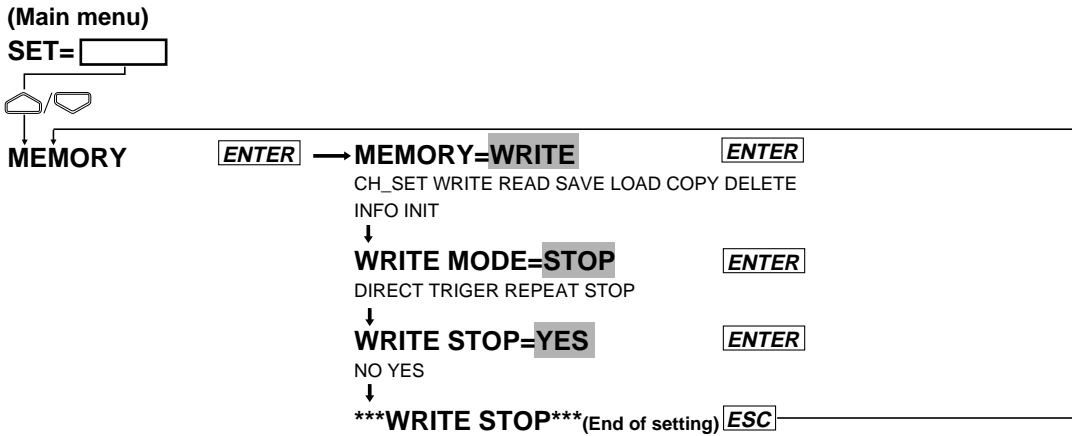 (Main menu)
SET=
/
MEMORY ENTER MEMORY=WRITE ENTER
CH_SET WRITE READ SAVE LOAD COPY DELETE
INFO INIT
WRITE MODE=STOP ENTER
DIRECT TRIGER REPEAT STOP
WRITE STOP=YES ENTER
NO YES
***WRITE STOP***(End of setting) ESC